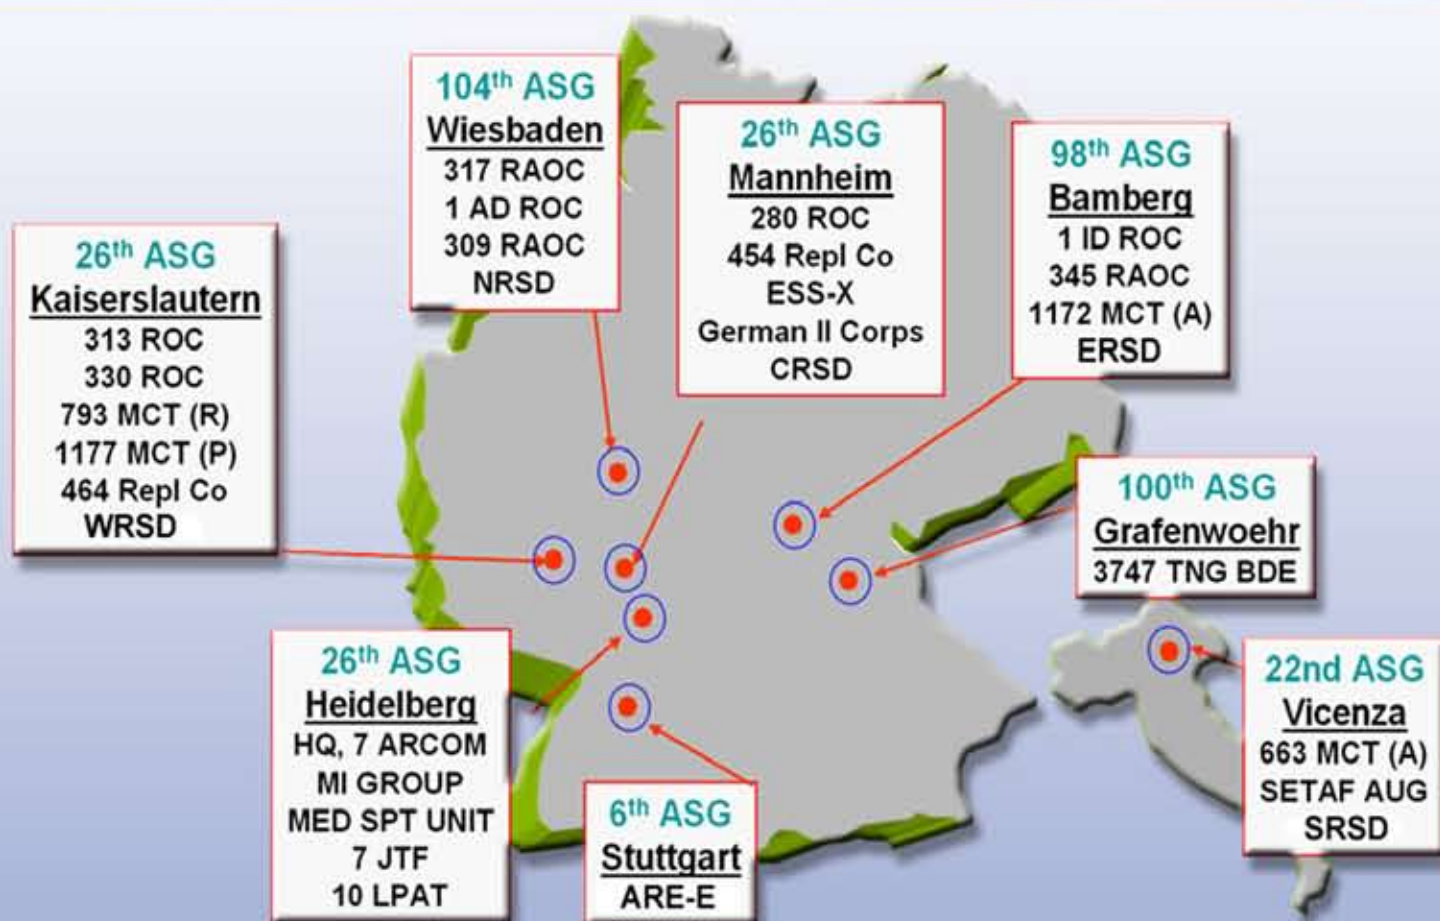 104th ASG
Wiesbaden
317 RAOC
1 AD ROC
309 RAOC
NRSD
26th ASG
Mannheim
280 ROC
454 Repl Co
ESS-X
German II Corps
CRSD
98th ASG
Bamberg
1 ID ROC
345 RAOC
1172 MCT (A)
ERSD
26th ASG
Kaiserslautern
313 ROC
330 ROC
793 MCT (R)
1177 MCT (P)
464 Repl Co
WRSD
100th ASG
Grafenwoehr
3747 TNG BDE
26th ASG
Heidelberg
HQ, 7 ARCOM
MI GROUP
MED SPT UNIT
7 JTF
10 LPAT
6th ASG
Stuttgart
ARE-E
22nd ASG
Vicenza
663 MCT (A)
SETAF AUG
SRSD